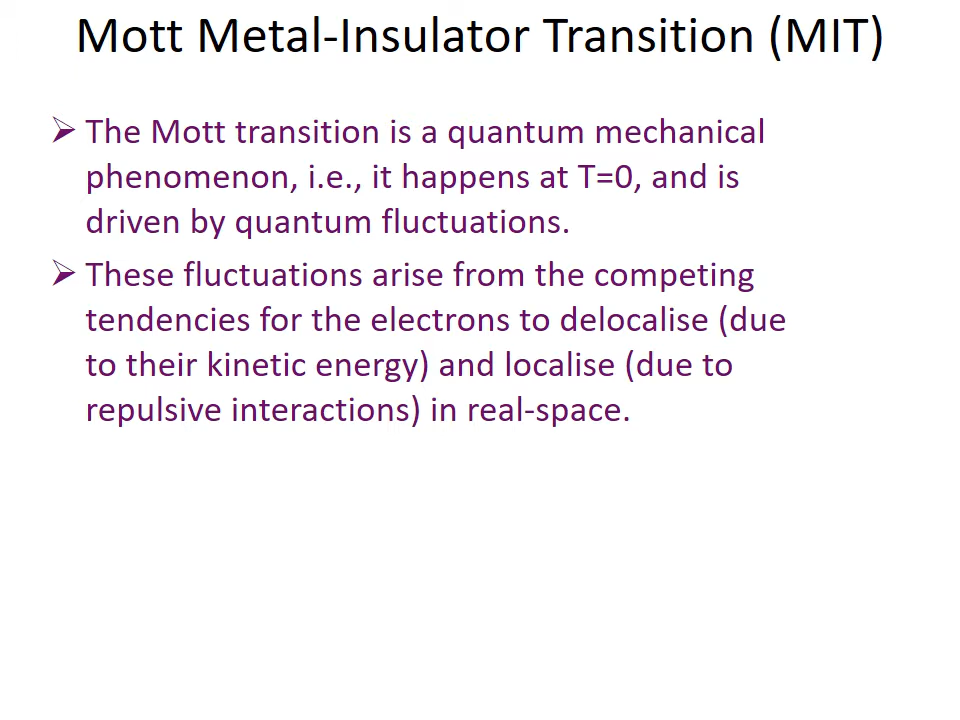 Mott Metal-Insulator Transition (MIT)
➢ The Mott transition is a quantum mechanical
phenomenon, i.e., it happens at T=0, and is
driven by quantum fluctuations.
➢ These fluctuations arise from the competing
tendencies for the electrons to delocalise (due
to their kinetic energy) and localise (due to
repulsive interactions) in real-space.